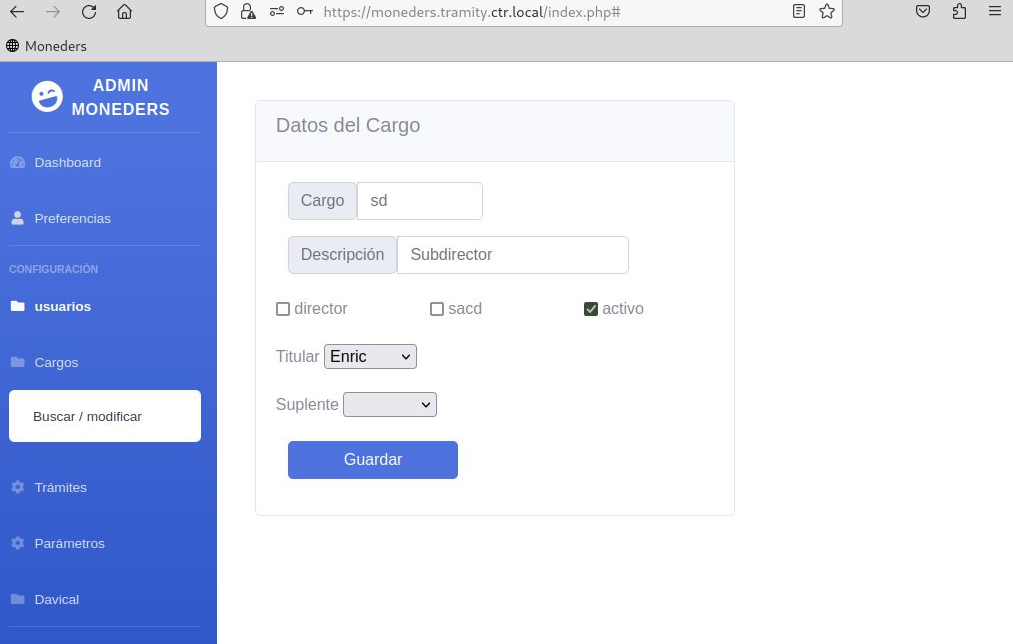 https://moneders.tramity.ctr.local/index.php#
Moneders
ADMIN
MONEDERS
Dashboard
Preferencias
CONFIGURACIÓN
usuarios
Cargos
Buscar / modificar
Trámites
Parámetros
Davical
Datos del Cargo
Cargo sd
Descripción Subdirector
director sacd activo
Titular Enric
Suplente
Guardar